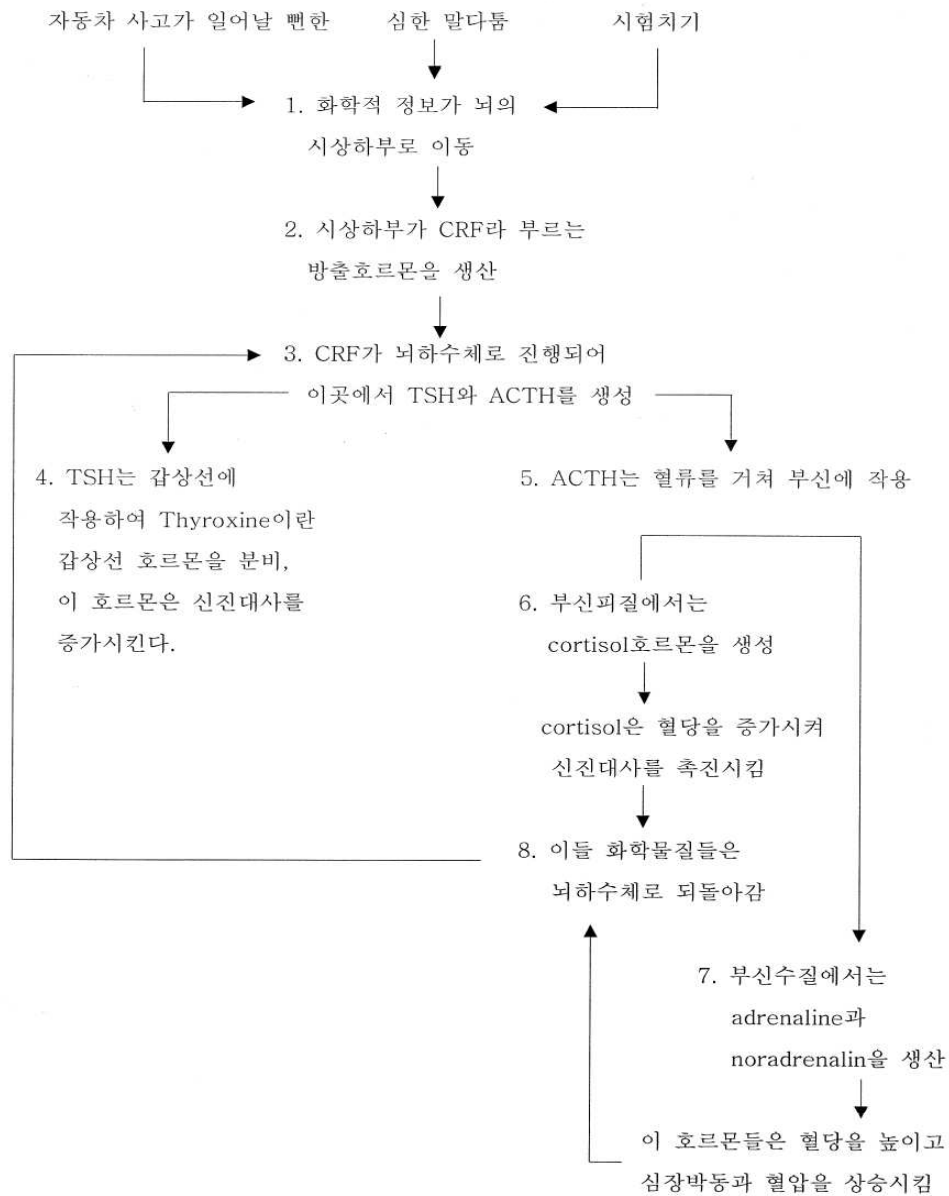 자동차 사고가 일어날 뻔한 심한 말다툼 시험치기
1. 화학적 정보가 뇌의
시상하부로 이동
2. 시상하부가 CRF라 부르는
방출호르몬을 생산
3. CRF가 뇌하수체로 진행되어
이곳에서 TSH와 ACTH를 생성
4. TSH는 갑상선에
작용하여 Thyroxine이란
갑상선 호르몬을 분비,
이 호르몬은 신진대사를
증가시킨다.
5. ACTH는 혈류를 거쳐 부신에 작용
6. 부신피질에서는
cortisol호르몬을 생성
cortisol은 혈당을 증가시켜
신진대사를 촉진시킴
8. 이들 화학물질들은
뇌하수체로 되돌아감
7. 부신수질에서는
adrenaline과
noradrenalin을 생산
이 호르몬들은 혈당을 높이고
심장박동과 혈압을 상승시킴